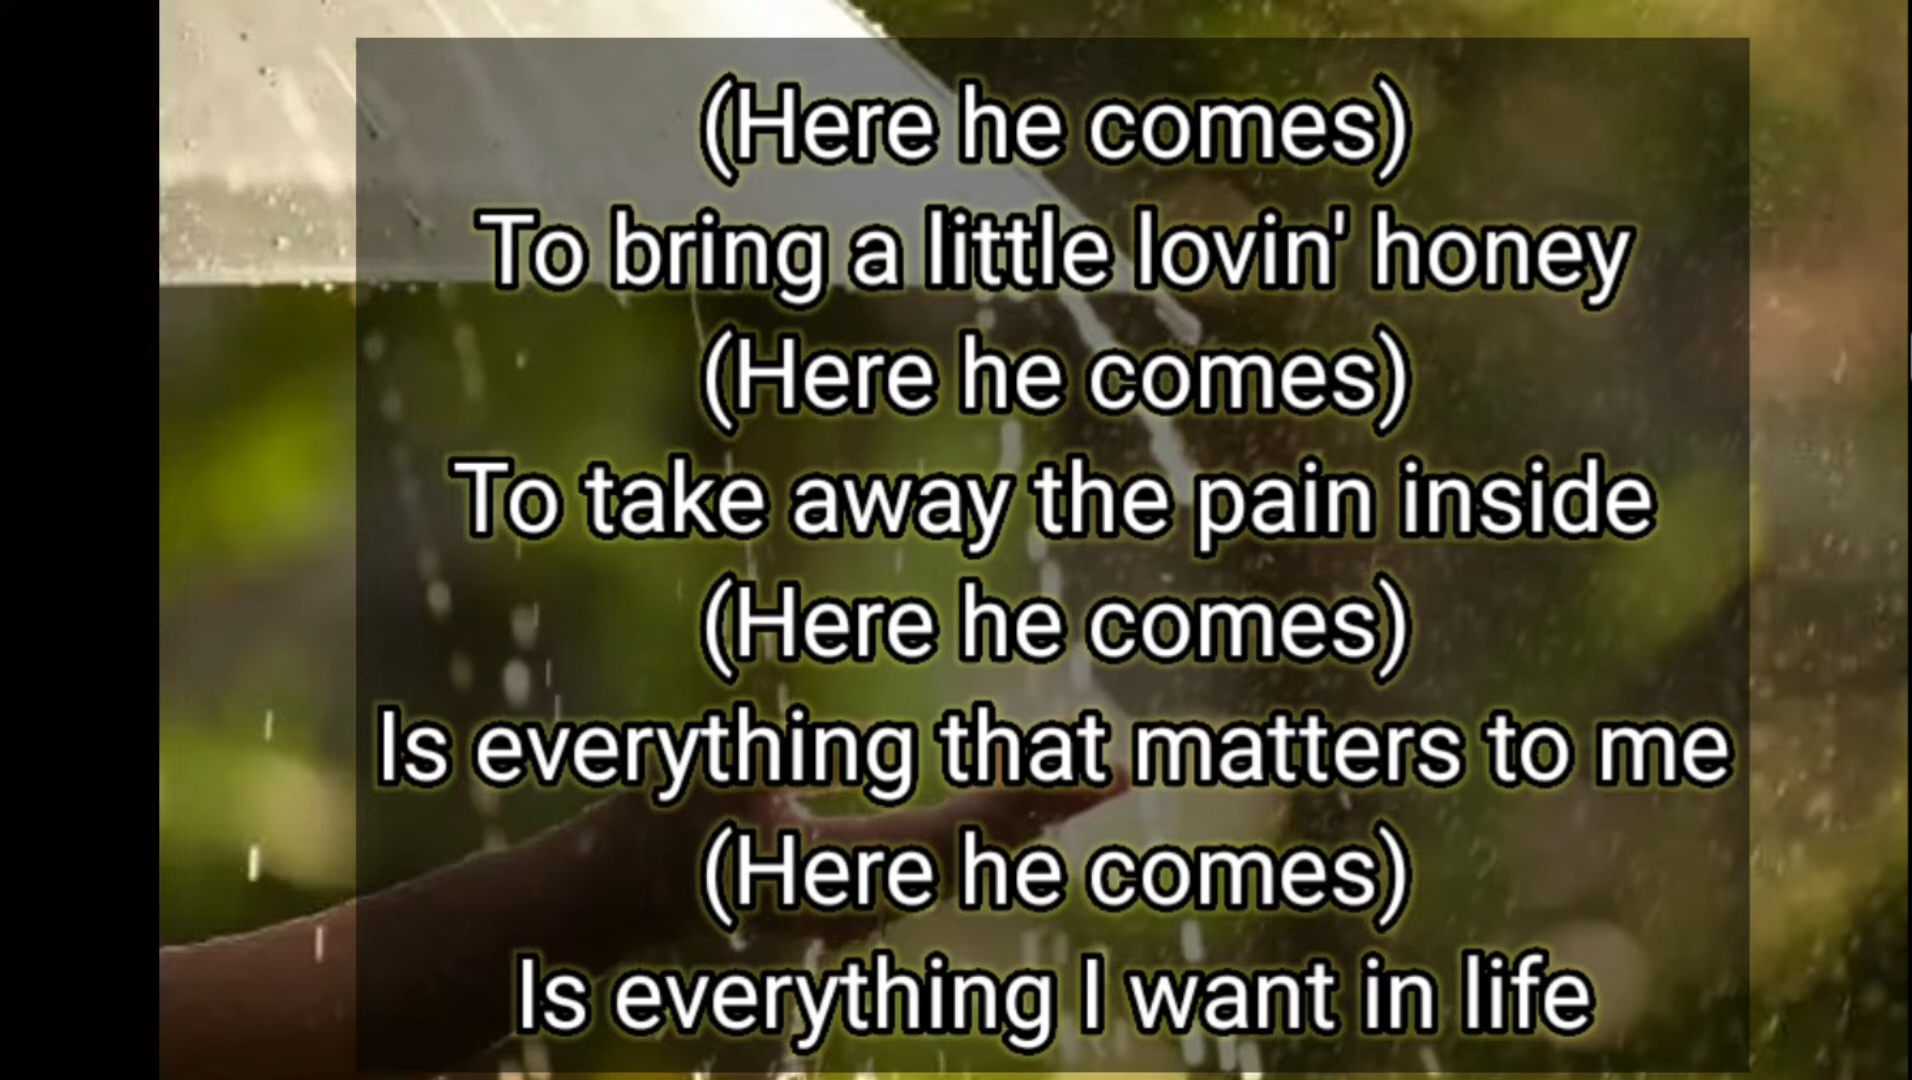 (Here he comes)
To bring a little lovin' honey
(Here he comes)
To take away the pain inside
(Here he comes)
Is everything that matters to me
(Here he comes)
Is everything I want in life